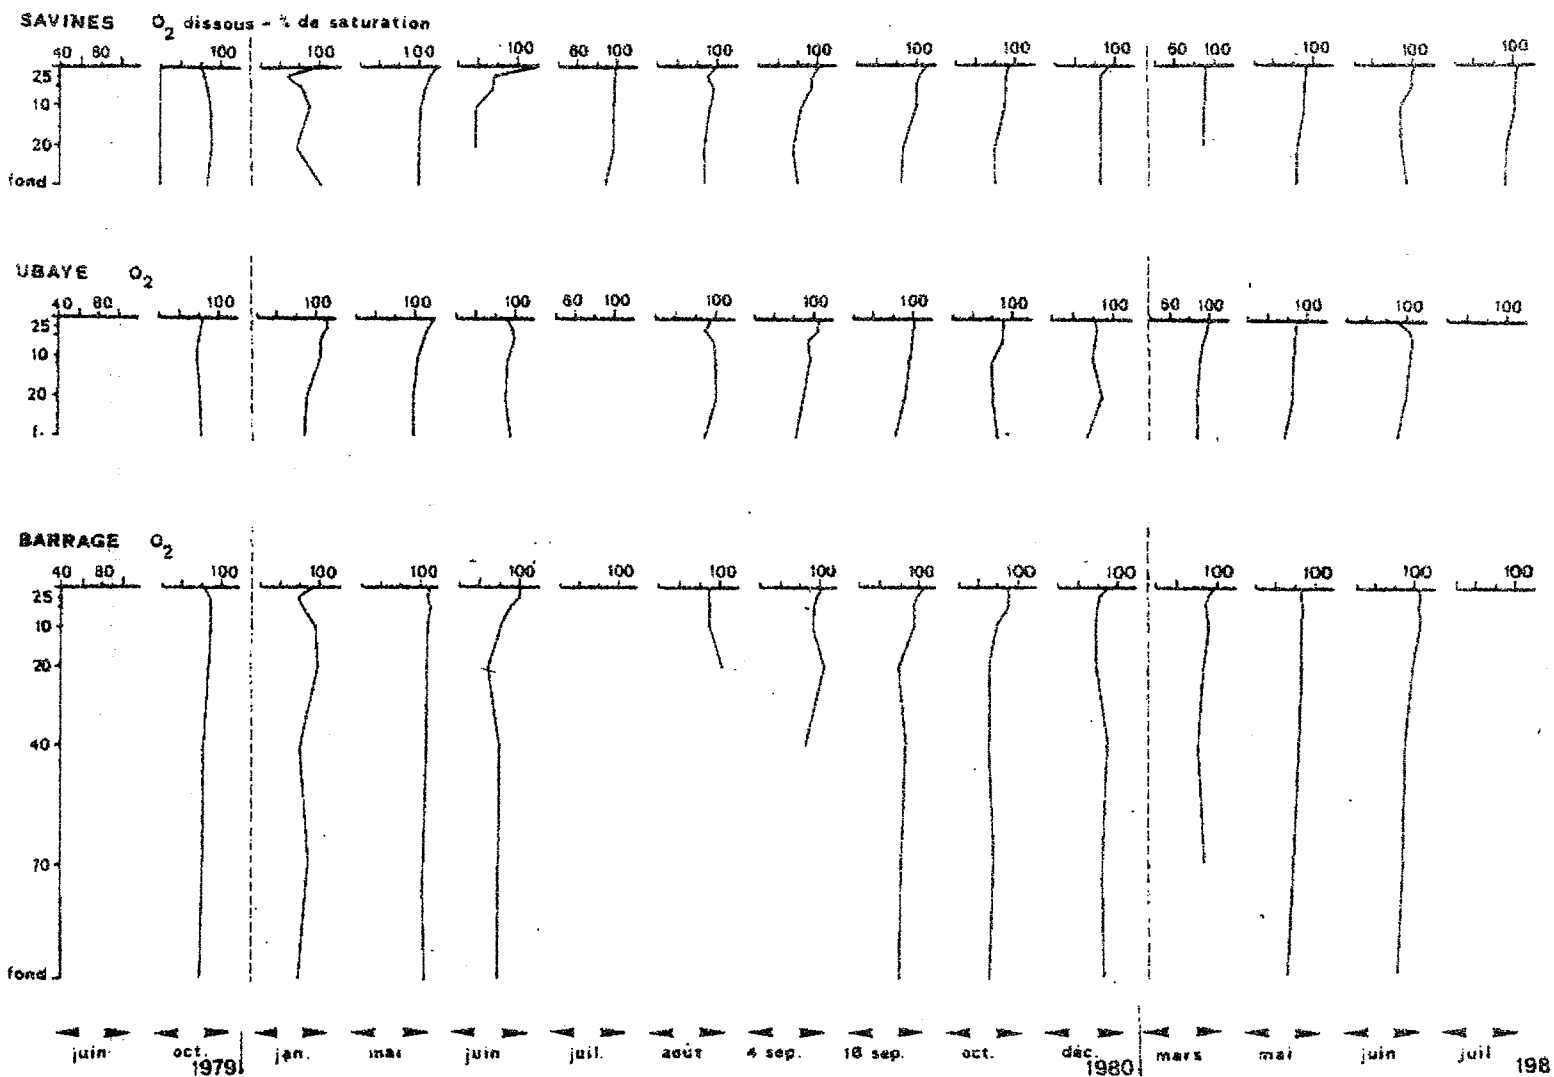 SAVINES O2 dissous - % de saturation
40 80 100 100 100 100 60 100 100 100 100 100 100 60 100 100 100 100
25
10
20
fond
UBAYE O2
40 80 100 100 100 100 60 100 100 100 100 100 100 60 100 100 100 100
25
10
20
f.
BARRAGE O2
40 80 100 100 100 100 100 100 100 100 100 100 100 100 100 100
25
10
20
40
70
fond
juin oct. jan. mai juin juil. août 4 sep. 18 sep. oct. déc. mars mai juin juil
1979 1980 198